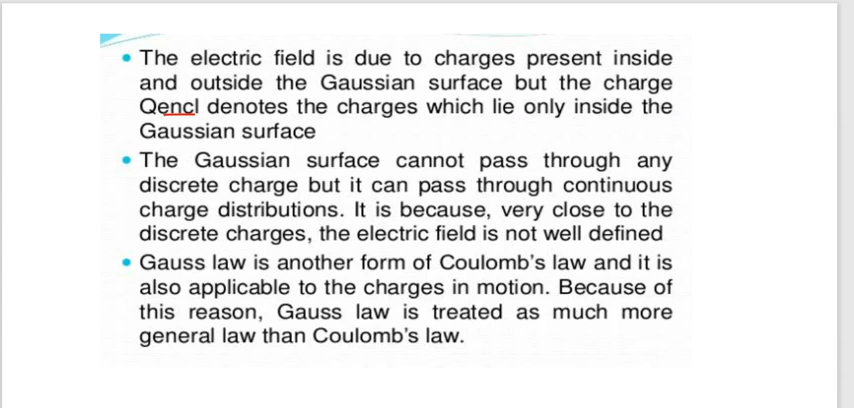 • The electric field is due to charges present inside
and outside the Gaussian surface but the charge
Qencl denotes the charges which lie only inside the
Gaussian surface
• The Gaussian surface cannot pass through any
discrete charge but it can pass through continuous
charge distributions. It is because, very close to the
discrete charges, the electric field is not well defined
• Gauss law is another form of Coulomb's law and it is
also applicable to the charges in motion. Because of
this reason, Gauss law is treated as much more
general law than Coulomb's law.